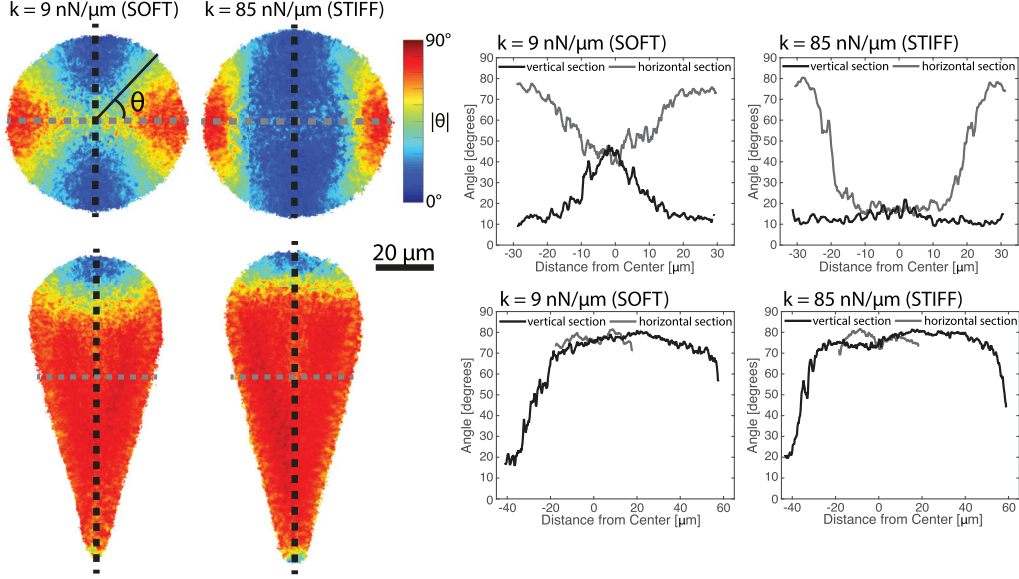 k = 9 nN/µm (SOFT)
k = 85 nN/µm (STIFF)
90°
|θ|
0°
θ
20 µm
k = 9 nN/µm (SOFT)
vertical section
horizontal section
90
80
70
60
50
40
30
20
10
0
Angle [degrees]
-30
-20
-10
0
10
20
30
Distance from Center [µm]
k = 85 nN/µm (STIFF)
vertical section
horizontal section
90
80
70
60
50
40
30
20
10
0
Angle [degrees]
-30
-20
-10
0
10
20
30
Distance from Center [µm]
k = 9 nN/µm (SOFT)
vertical section
horizontal section
90
80
70
60
50
40
30
20
10
0
Angle [degrees]
-40
-20
0
20
40
60
Distance from Center [µm]
k = 85 nN/µm (STIFF)
vertical section
horizontal section
90
80
70
60
50
40
30
20
10
0
Angle [degrees]
-40
-20
0
20
40
60
Distance from Center [µm]